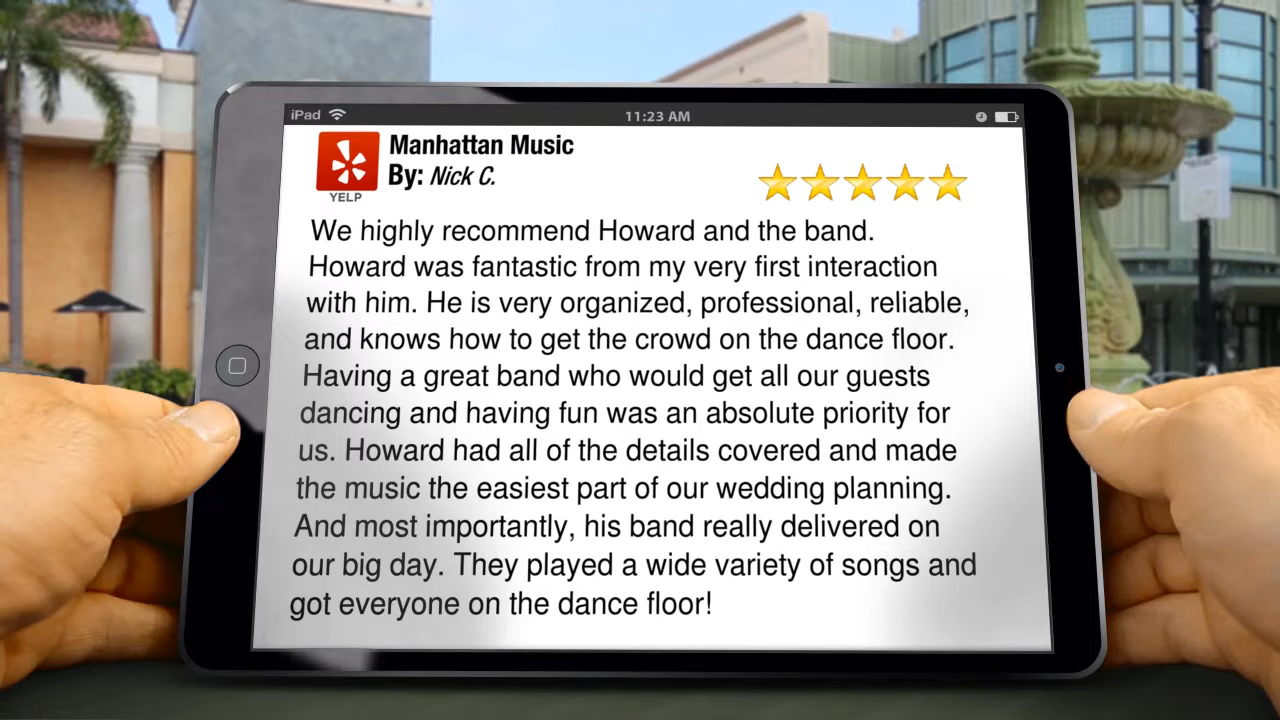 iPad
11:23 AM
Manhattan Music
By: Nick C.
YELP
We highly recommend Howard and the band.
Howard was fantastic from my very first interaction
with him. He is very organized, professional, reliable,
and knows how to get the crowd on the dance floor.
Having a great band who would get all our guests
dancing and having fun was an absolute priority for
us. Howard had all of the details covered and made
the music the easiest part of our wedding planning.
And most importantly, his band really delivered on
our big day. They played a wide variety of songs and
got everyone on the dance floor!